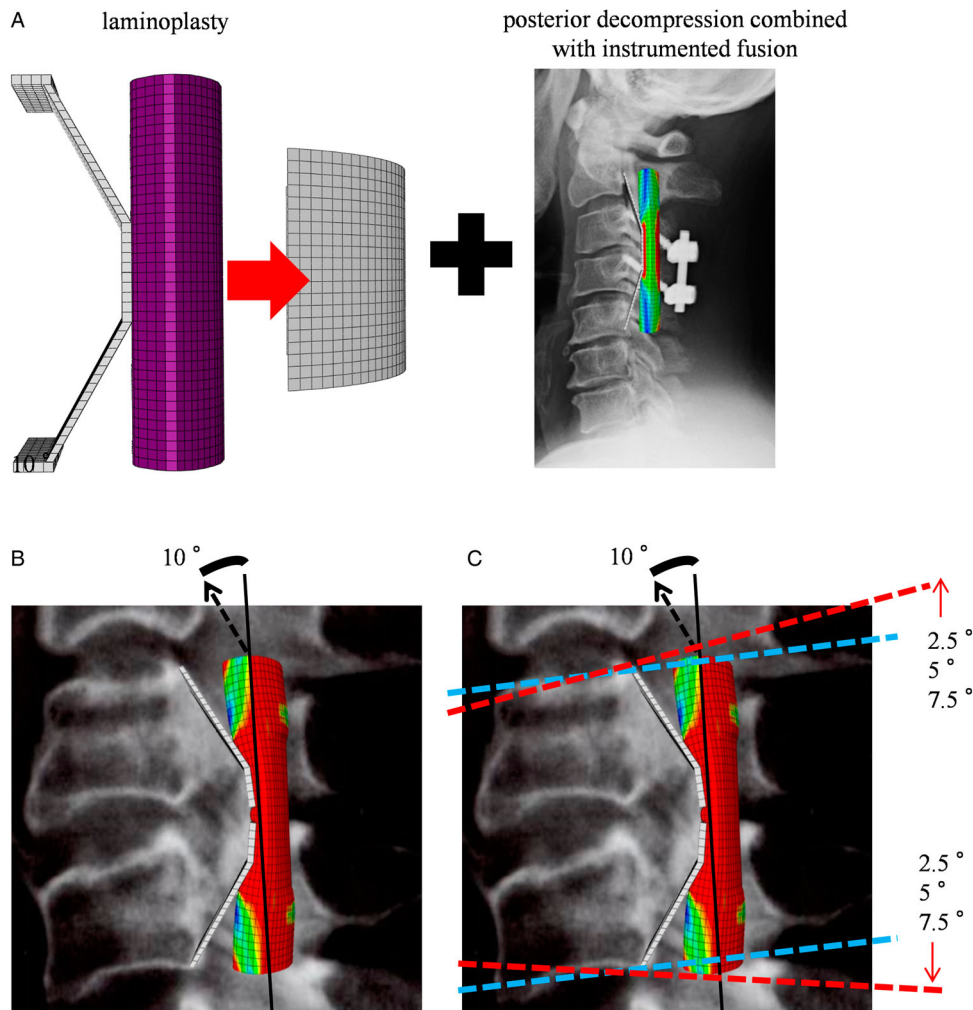 A
laminoplasty
posterior decompression combined
with instrumented fusion
10 °
B
10 °
C
10 °
2.5 °
5 °
7.5 °
2.5 °
5 °
7.5 °